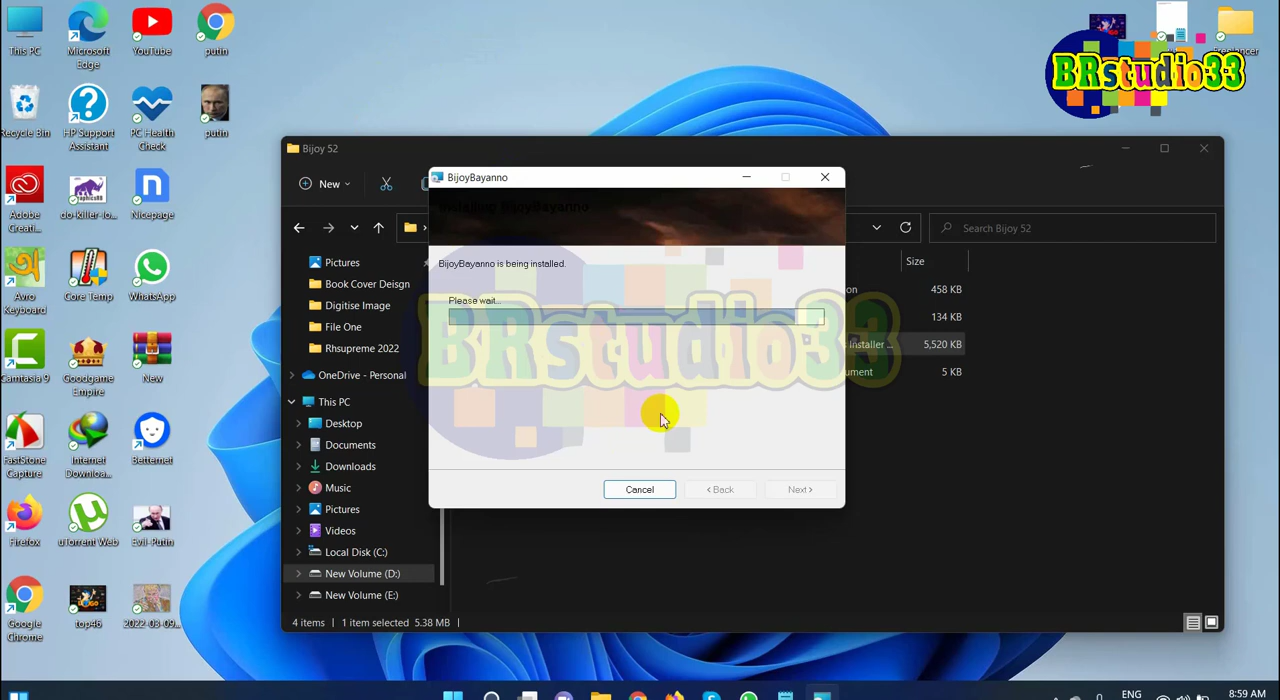 This PC
Microsoft
Edge
YouTube
putin
Recycle Bin
HP Support
Assistant
PC Health
Check
putin
Adobe
Creati...
do-killer-lo...
Nicepage
Avro
Keyboard
Core Temp
WhatsApp
Camtasia 9
Goodgame
Empire
New
FastStone
Capture
Internet
Downloa...
Betternet
Firefox
uTorrent Web
Evil-Putin
Google
Chrome
top46
2022-03-09...
BRstudio33
Freelancer
Bijoy 52
New
Search Bijoy 52
Pictures
Book Cover Deisgn
Digitise Image
File One
Rhsupreme 2022
OneDrive - Personal
This PC
Desktop
Documents
Downloads
Music
Pictures
Videos
Local Disk (C:)
New Volume (D:)
New Volume (E:)
Size
on 458 KB
134 KB
Installer ... 5,520 KB
ument 5 KB
4 items 1 item selected 5.38 MB
BijoyBayanno
Installing BijoyBayanno
BijoyBayanno is being installed.
Please wait...
BRstudio33
Cancel
< Back
Next >
ENG
8:59 AM